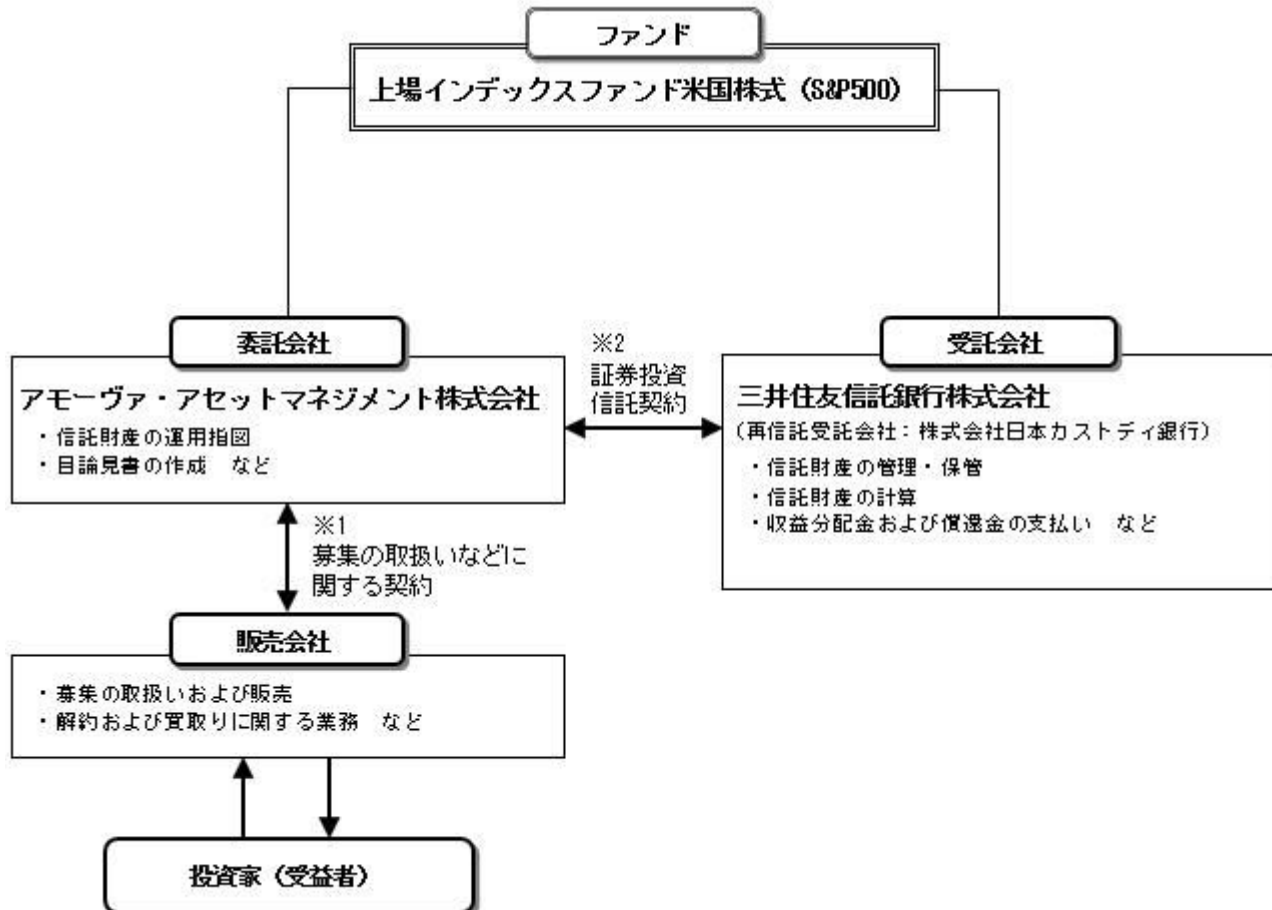 ファンド
上場インデックスファンド米国株式（S&P500）
委託会社
アモーヴァ・アセットマネジメント株式会社
・信託財産の運用指図
・目論見書の作成　など
※2
証券投資
信託契約
受託会社
三井住友信託銀行株式会社
（再信託受託会社：株式会社日本カストディ銀行）
・信託財産の管理・保管
・信託財産の計算
・収益分配金および償還金の支払い　など
※1
募集の取扱いなどに
関する契約
販売会社
・募集の取扱いおよび販売
・解約および買取りに関する業務　など
投資家（受益者）